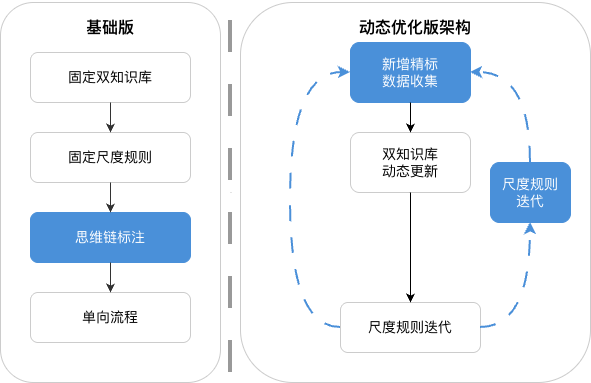 基础版
固定双知识库
固定尺度规则
思维链标注
单向流程
动态优化版架构
新增精标
数据收集
双知识库
动态更新
尺度规则
迭代
尺度规则迭代